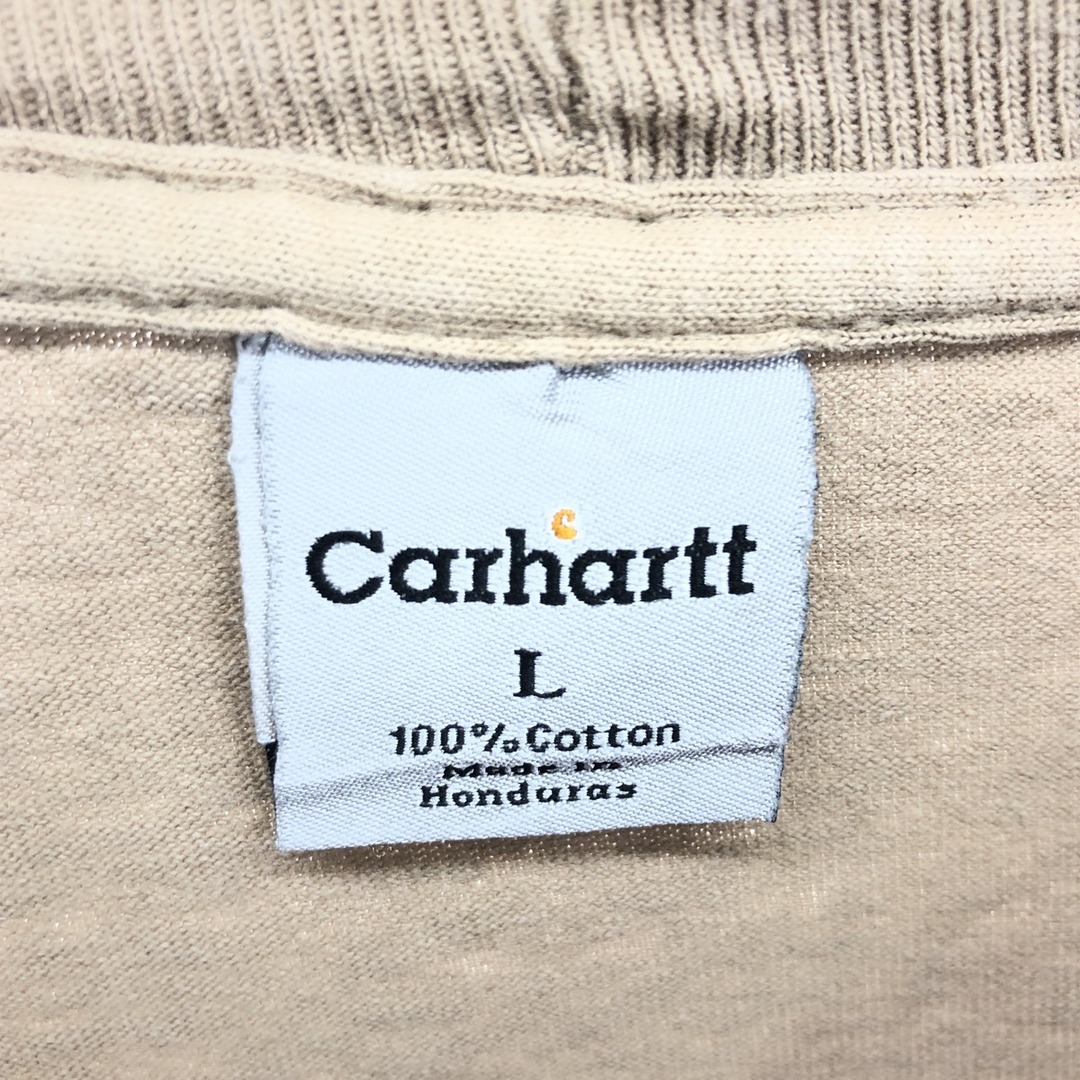 Carhartt
L
100% Cotton
Made in
Honduras